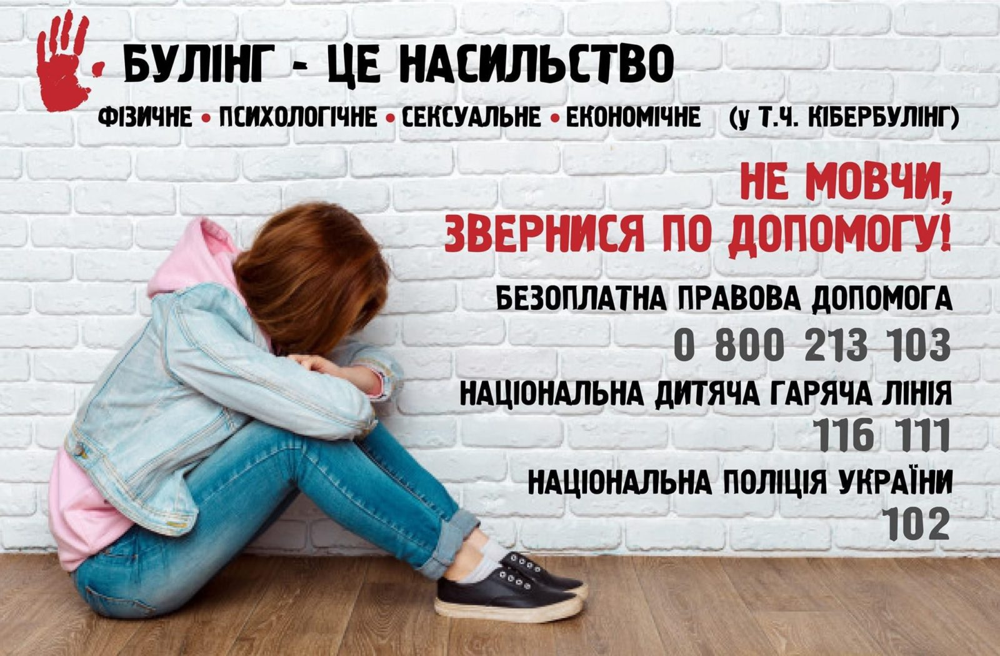 БУЛІНГ - ЦЕ НАСИЛЬСТВО
ФІЗИЧНЕ • ПСИХОЛОГІЧНЕ • СЕКСУАЛЬНЕ • ЕКОНОМІЧНЕ (у Т.Ч. КІБЕРБУЛІНГ)
НЕ МОВЧИ,
ЗВЕРНИСЯ ПО ДОПОМОГУ!
БЕЗОПЛАТНА ПРАВОВА ДОПОМОГА
0 800 213 103
НАЦІОНАЛЬНА ДИТЯЧА ГАРЯЧА ЛІНІЯ
116 111
НАЦІОНАЛЬНА ПОЛІЦІЯ УКРАЇНИ
102